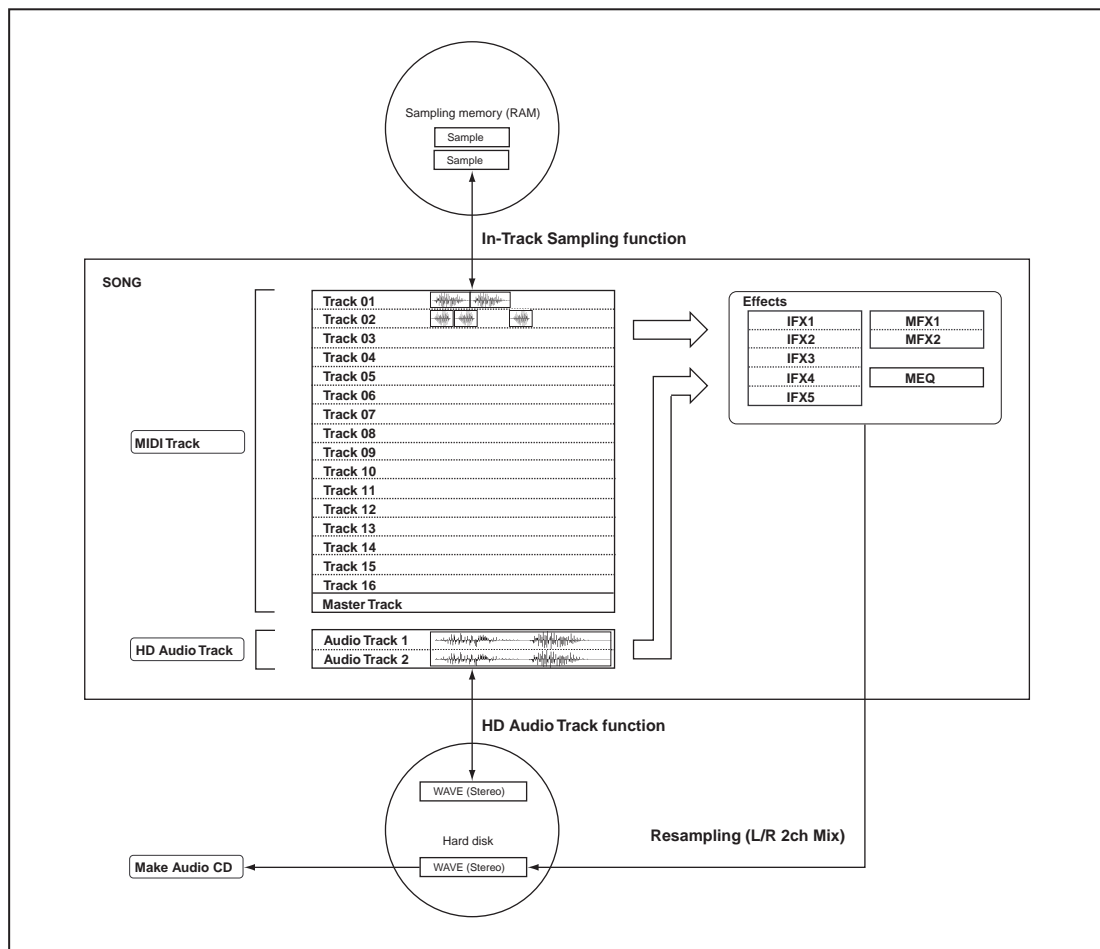 Sampling memory (RAM)
Sample
Sample
In-Track Sampling function
SONG
MIDI Track
Track 01
Track 02
Track 03
Track 04
Track 05
Track 06
Track 07
Track 08
Track 09
Track 10
Track 11
Track 12
Track 13
Track 14
Track 15
Track 16
Master Track
HD Audio Track
Audio Track 1
Audio Track 2
Effects
IFX1
IFX2
IFX3
IFX4
IFX5
MFX1
MFX2
MEQ
HD Audio Track function
WAVE (Stereo)
Hard disk
WAVE (Stereo)
Resampling (L/R 2ch Mix)
Make Audio CD